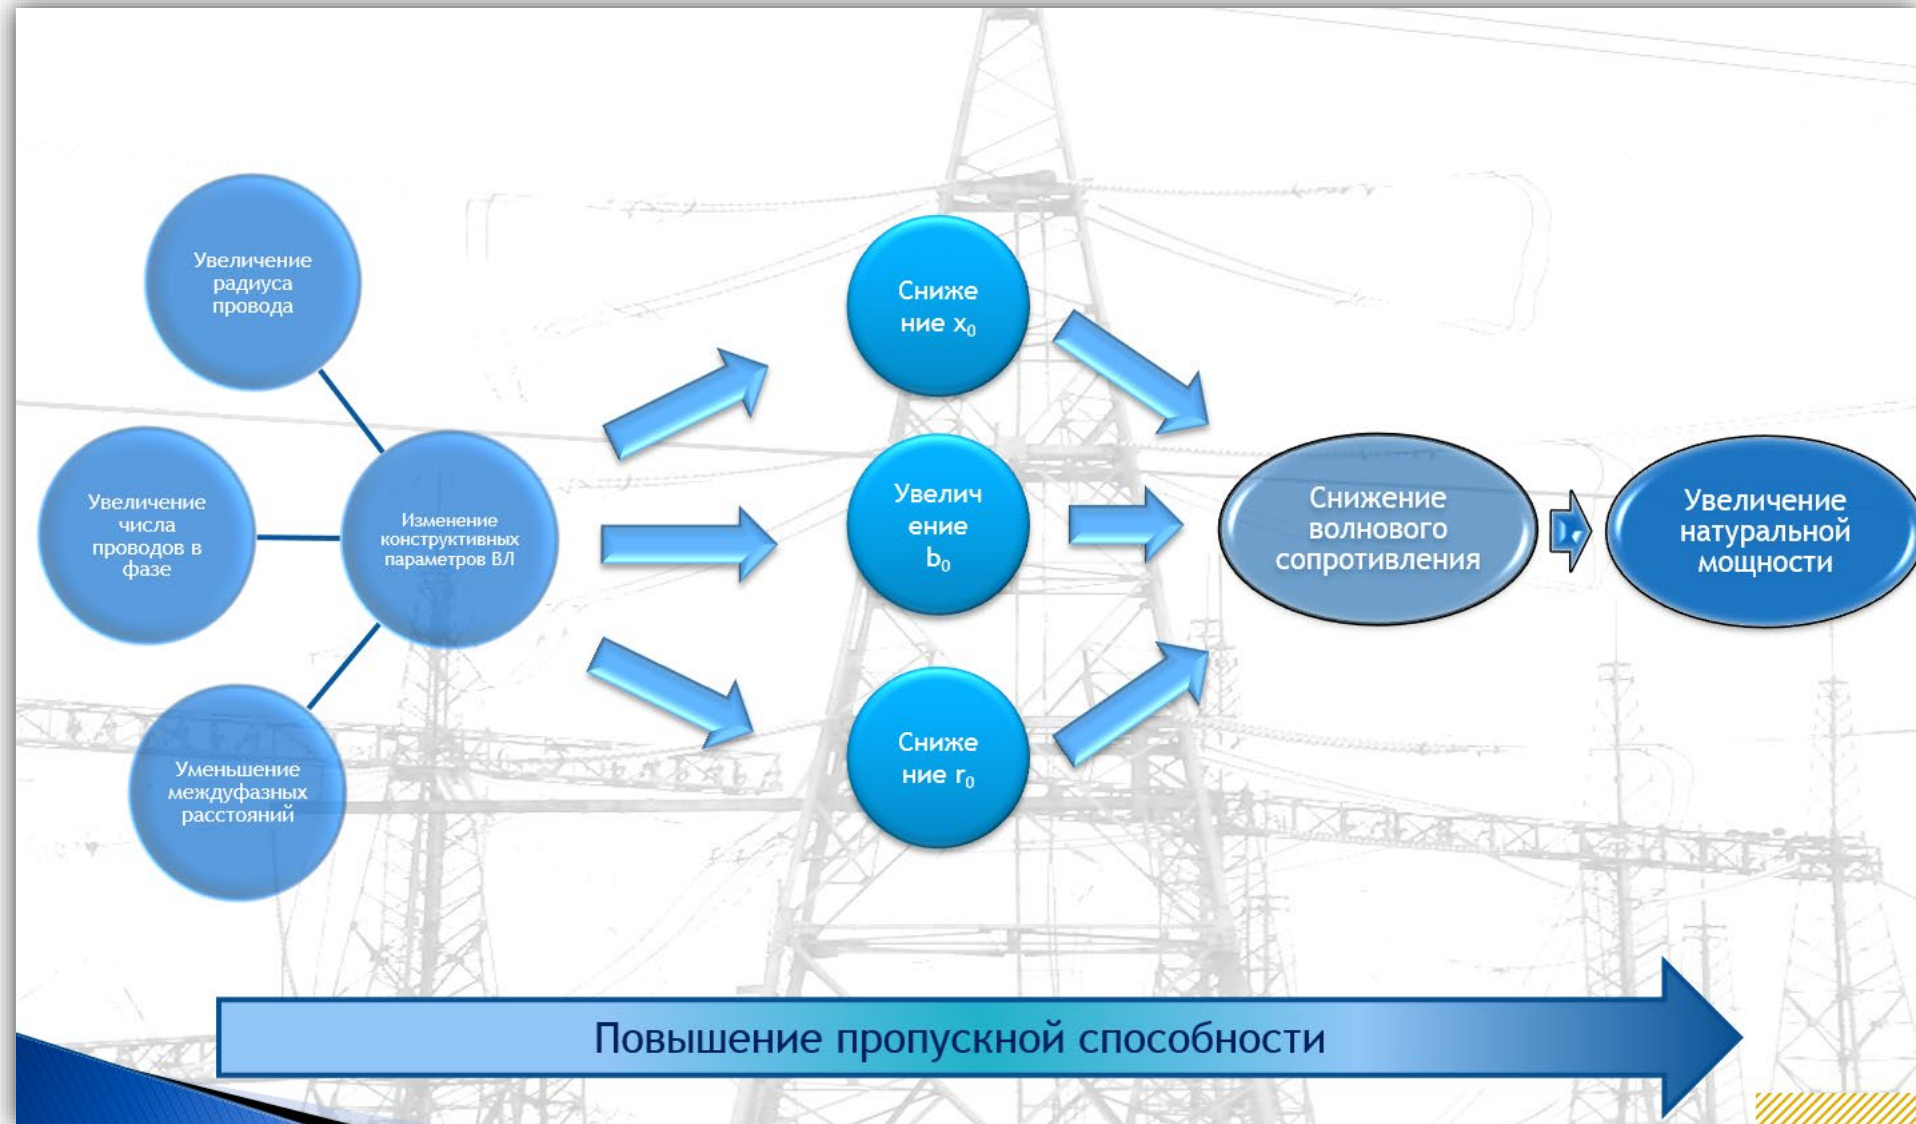 Увеличение
радиуса
провода
Увеличение
числа
проводов в
фазе
Уменьшение
междуфазных
расстояний
Изменение
конструктивных
параметров ВЛ
Сниже
ние x₀
Увелич
ение
b₀
Сниже
ние r₀
Снижение
волнового
сопротивления
Увеличение
натуральной
мощности
Повышение пропускной способности